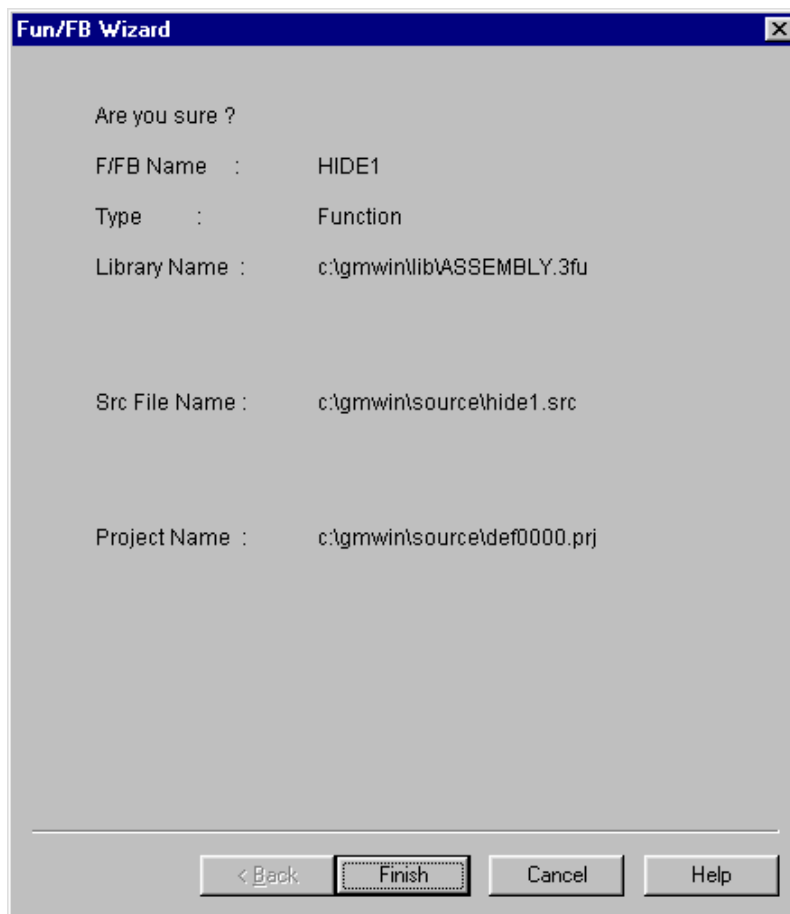 Fun/FB Wizard
Are you sure ?
F/FB Name : HIDE1
Type : Function
Library Name : c:\gmwin\lib\ASSEMBLY.3fu
Src File Name : c:\gmwin\source\hide1.src
Project Name : c:\gmwin\source\def0000.prj
< Back Finish Cancel Help